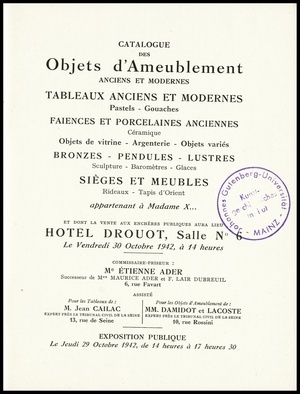 CATALOGUE
DES
Objets d'Ameublement
ANCIENS ET MODERNES
TABLEAUX ANCIENS ET MODERNES
Pastels - Gouaches
FAIENCES ET PORCELAINES ANCIENNES
Céramique
Objets de vitrine - Argenterie - Objets variés
BRONZES - PENDULES - LUSTRES
Sculpture - Baromètres - Glaces
SIÈGES ET MEUBLES
Rideaux - Tapis d'Orient
appartenant à Madame X...
ET DONT LA VENTE AUX ENCHÈRES PUBLIQUES AURA LIEU
HOTEL DROUOT, Salle N° 6
Le Vendredi 30 Octobre 1942, à 14 heures
COMMISSAIRE-PRISEUR :
Me ÉTIENNE ADER
Successeur de Mes MAURICE ADER et F. LAIR DUBREUIL
6, rue Favart
ASSISTÉ
Pour les Tableaux de :
M. Jean CAILAC
EXPERT PRÈS LE TRIBUNAL CIVIL DE LA SEINE
13, rue de Seine
Pour les Objets d'Ameublement de :
MM. DAMIDOT et LACOSTE
EXPERTS PRÈS LE TRIBUNAL CIVIL DE LA SEINE
10, rue Rossini
EXPOSITION PUBLIQUE
Le Jeudi 29 Octobre 1942, de 14 heures à 17 heures 30
Johannes Gutenberg-Universität
MAINZ